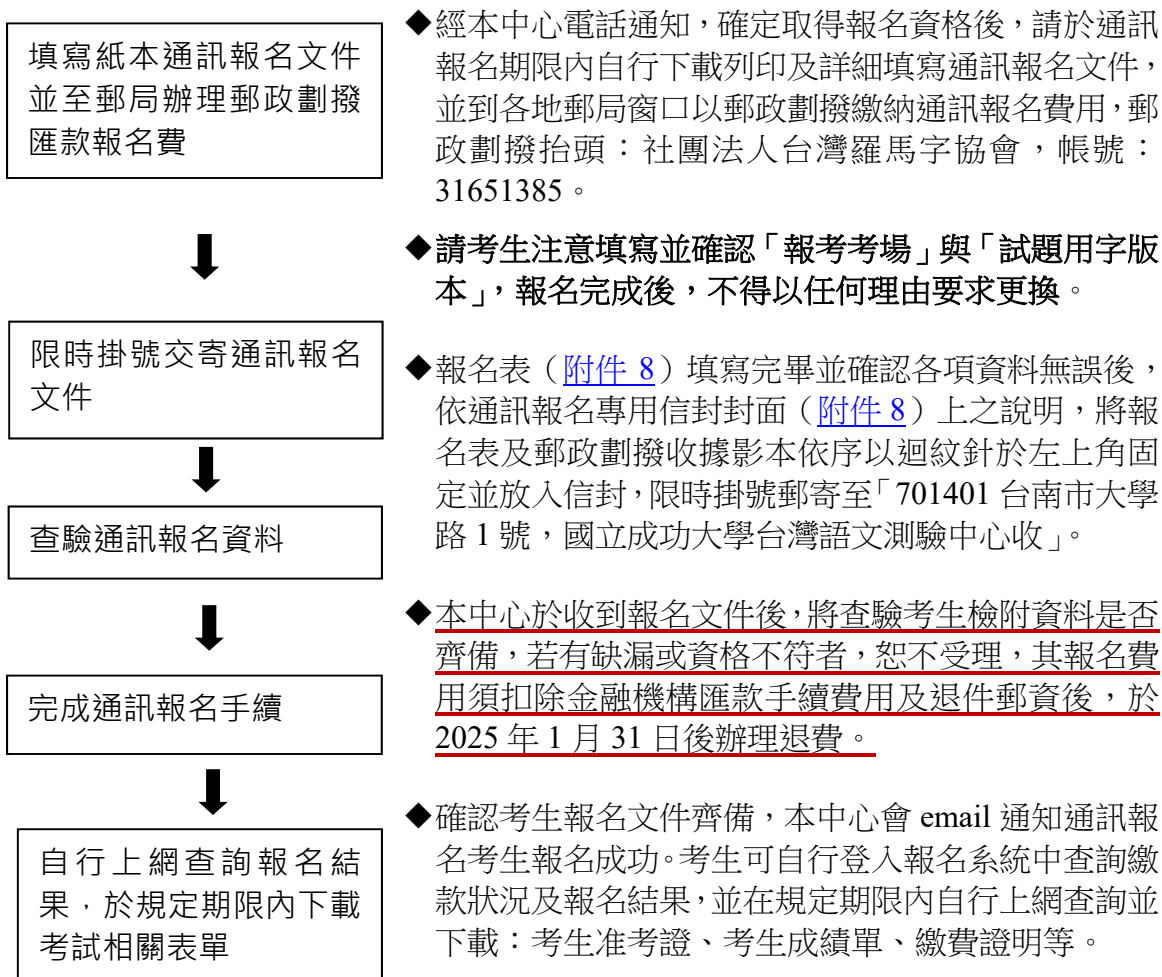 填寫紙本通訊報名文件
並至郵局辦理郵政劃撥
匯款報名費
◆經本中心電話通知，確定取得報名資格後，請於通訊
報名期限內自行下載列印及詳細填寫通訊報名文件，
並到各地郵局窗口以郵政劃撥繳納通訊報名費用，郵
政劃撥抬頭：社團法人台灣羅馬字協會，帳號：
31651385。
◆請考生注意填寫並確認「報考考場」與「試題用字版
本」，報名完成後，不得以任何理由要求更換。
限時掛號交寄通訊報名
文件
◆報名表（附件 8）填寫完畢並確認各項資料無誤後，
依通訊報名專用信封封面（附件 8）上之說明，將報
名表及郵政劃撥收據影本依序以迴紋針於左上角固
定並放入信封，限時掛號郵寄至「701401 台南市大學
路 1 號，國立成功大學台灣語文測驗中心收」。
查驗通訊報名資料
◆本中心於收到報名文件後，將查驗考生檢附資料是否
齊備，若有缺漏或資格不符者，恕不受理，其報名費
用須扣除金融機構匯款手續費用及退件郵資後，於
2025 年 1 月 31 日後辦理退費。
完成通訊報名手續
◆確認考生報名文件齊備，本中心會 email 通知通訊報
名考生報名成功。考生可自行登入報名系統中查詢繳
款狀況及報名結果，並在規定期限內自行上網查詢並
下載：考生准考證、考生成績單、繳費證明等。
自行上網查詢報名結
果，於規定期限內下載
考試相關表單